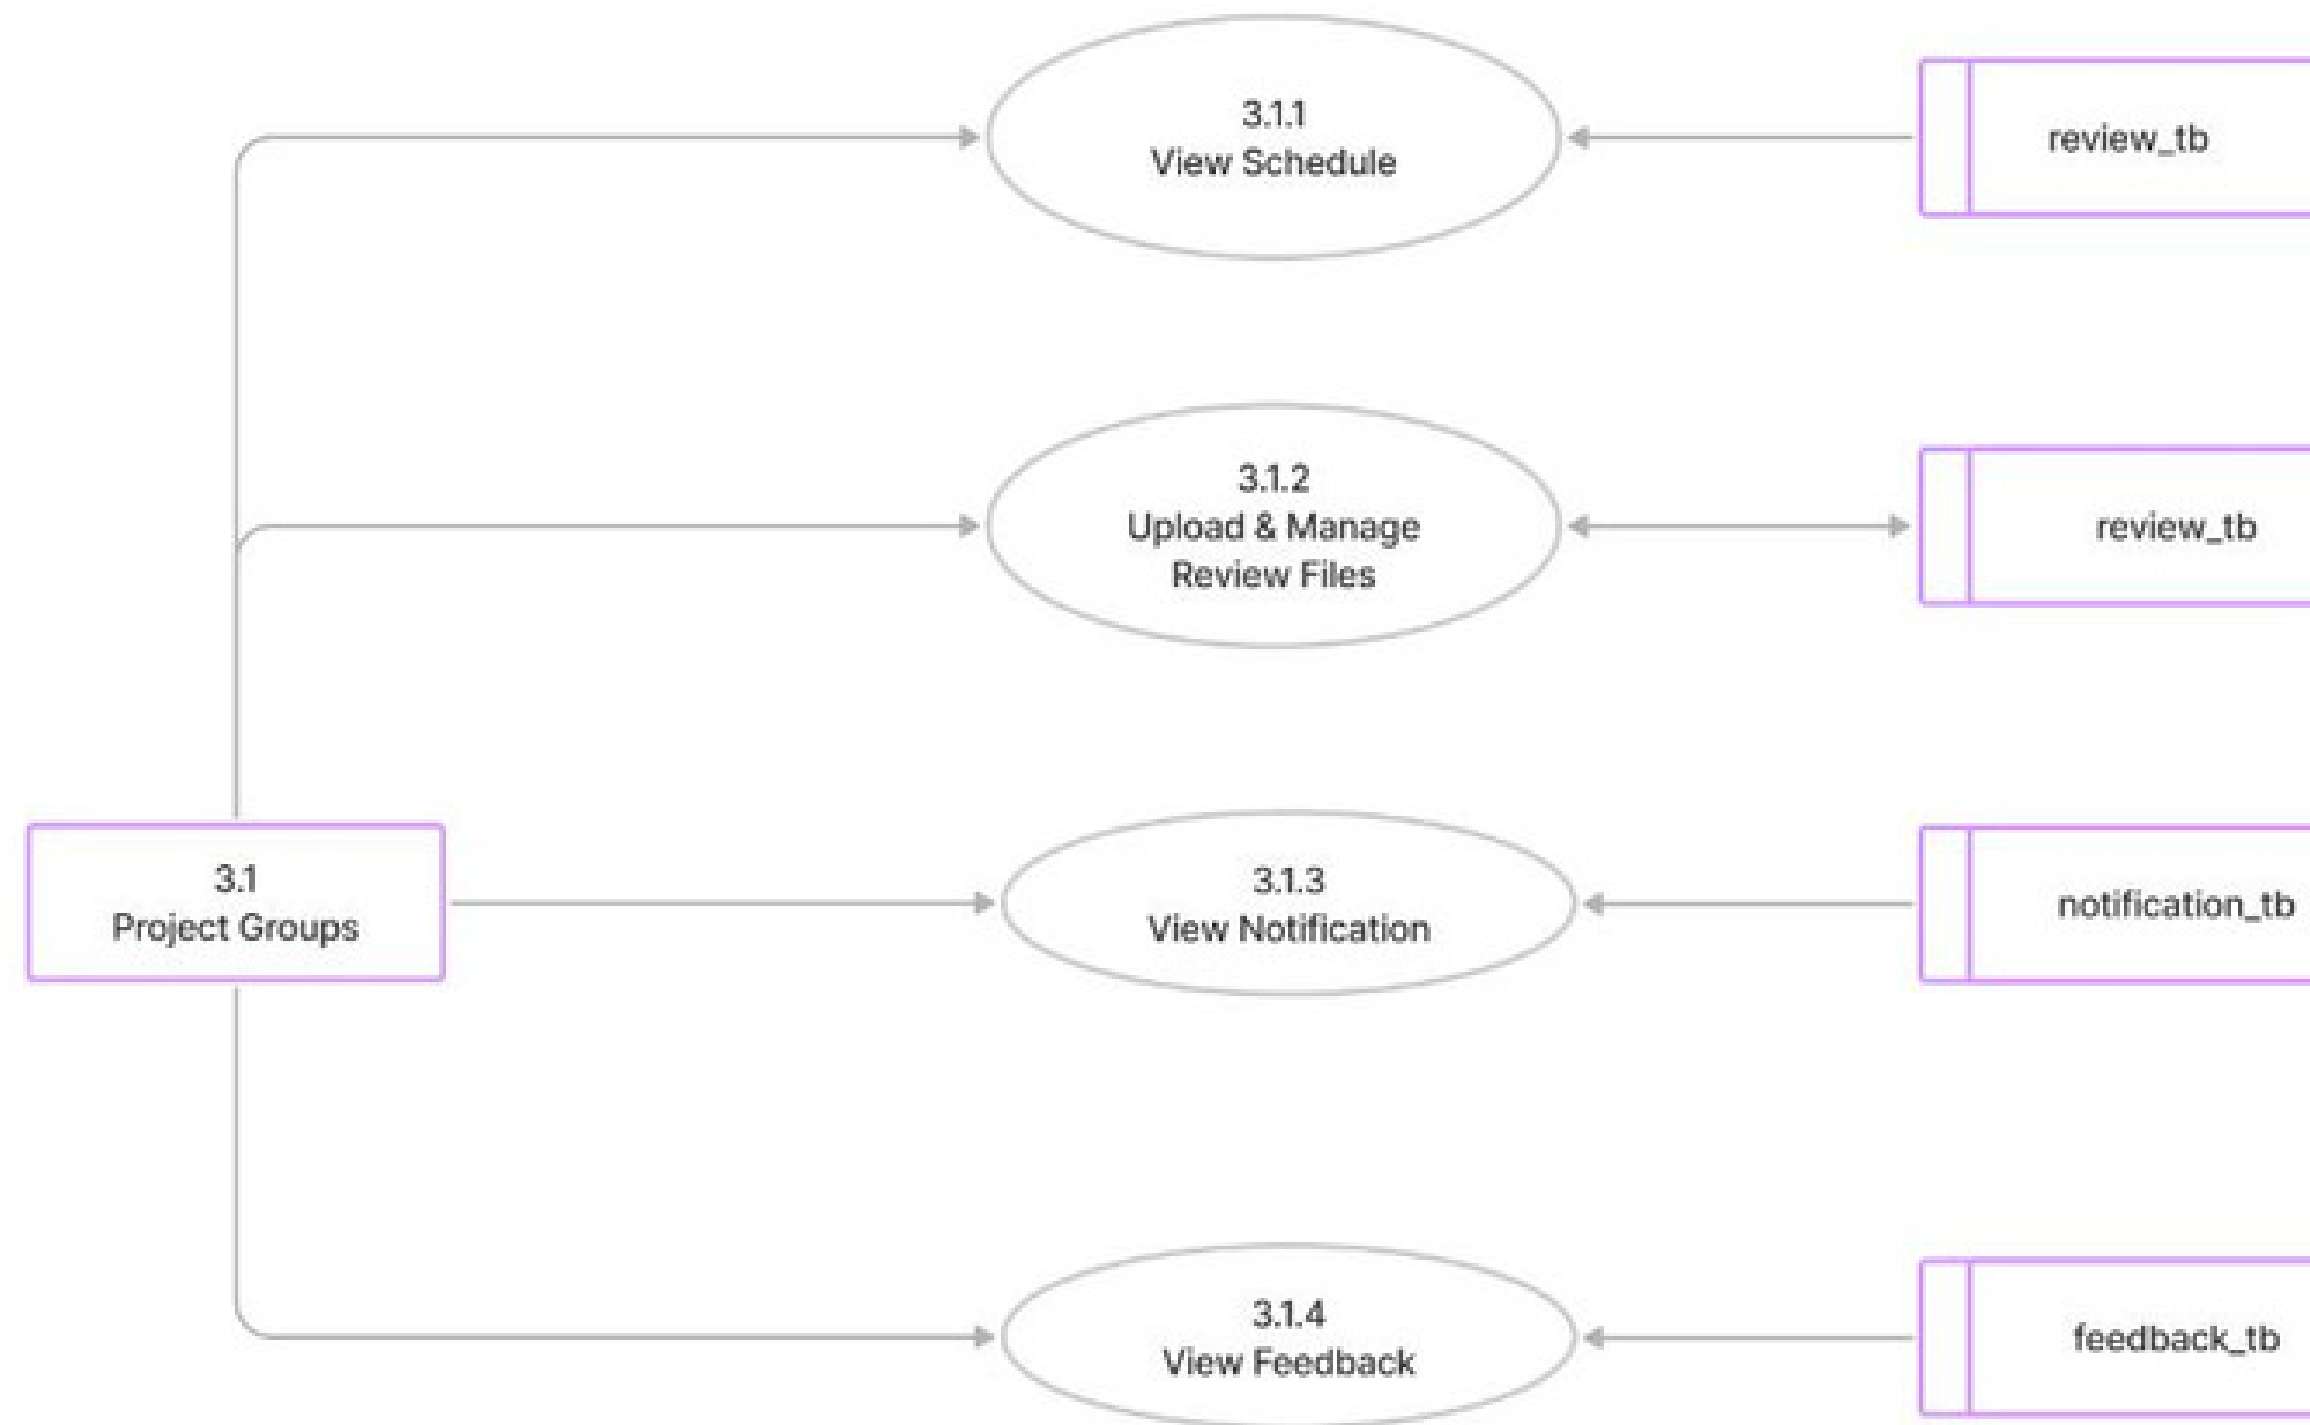 3.1.1
View Schedule
review_tb
3.1.2
Upload & Manage
Review Files
review_tb
3.1
Project Groups
3.1.3
View Notification
notification_tb
3.1.4
View Feedback
feedback_tb